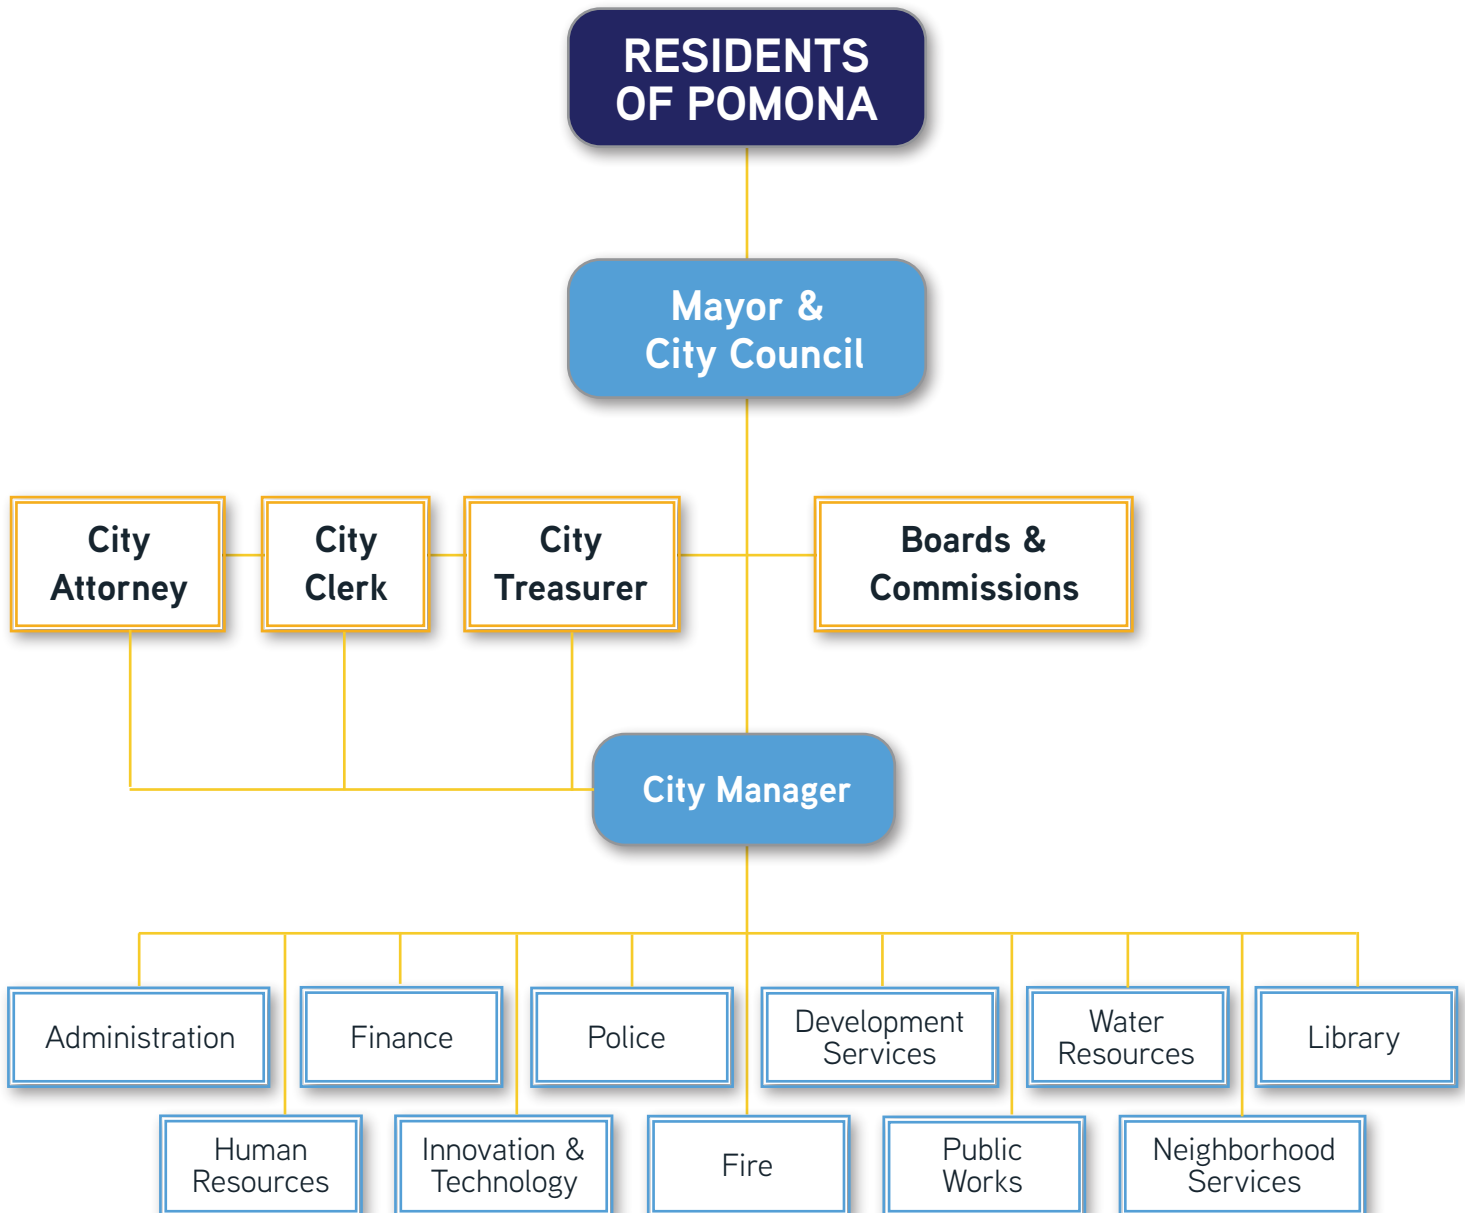 RESIDENTS
OF POMONA
Mayor &
City Council
City
Attorney
City
Clerk
City
Treasurer
Boards &
Commissions
City Manager
Administration
Finance
Police
Development
Services
Water
Resources
Library
Human
Resources
Innovation &
Technology
Fire
Public
Works
Neighborhood
Services